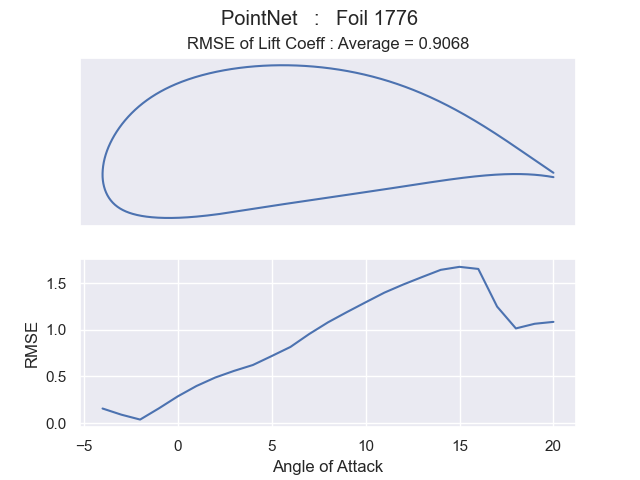 PointNet : Foil 1776
RMSE of Lift Coeff : Average = 0.9068
1.5
1.0
0.5
0.0
RMSE
−5 0 5 10 15 20
Angle of Attack